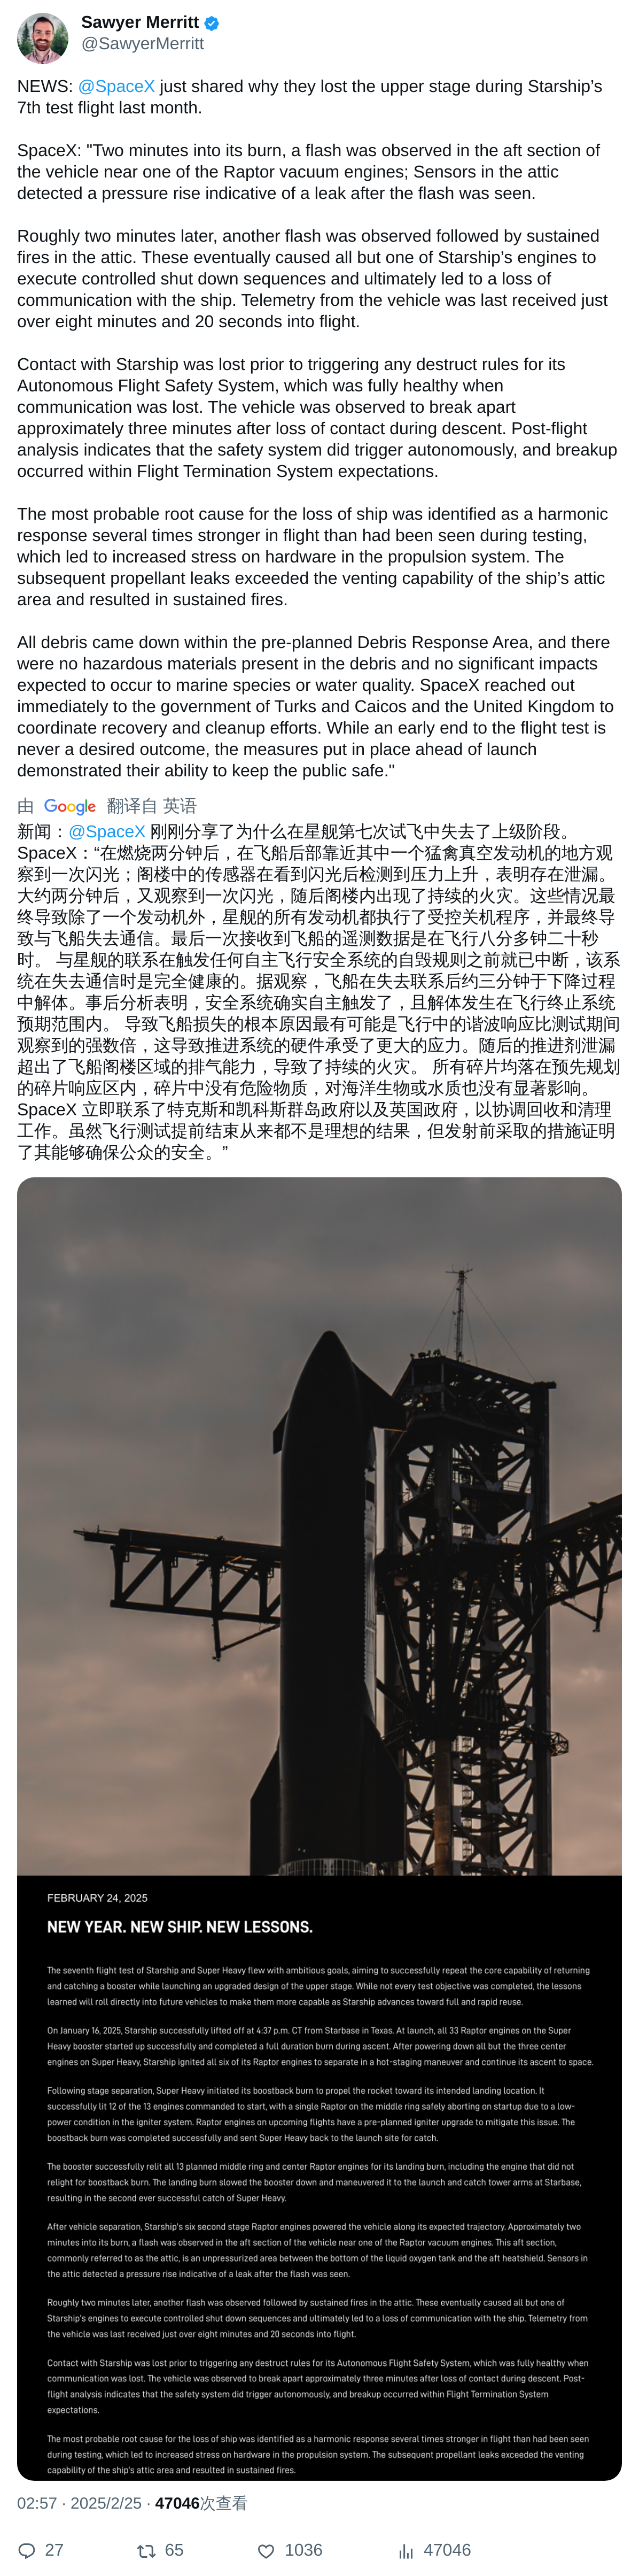 Sawyer Merritt
@SawyerMerritt
NEWS: @SpaceX just shared why they lost the upper stage during Starship’s
7th test flight last month.
SpaceX: "Two minutes into its burn, a flash was observed in the aft section of
the vehicle near one of the Raptor vacuum engines; Sensors in the attic
detected a pressure rise indicative of a leak after the flash was seen.
Roughly two minutes later, another flash was observed followed by sustained
fires in the attic. These eventually caused all but one of Starship’s engines to
execute controlled shut down sequences and ultimately led to a loss of
communication with the ship. Telemetry from the vehicle was last received just
over eight minutes and 20 seconds into flight.
Contact with Starship was lost prior to triggering any destruct rules for its
Autonomous Flight Safety System, which was fully healthy when
communication was lost. The vehicle was observed to break apart
approximately three minutes after loss of contact during descent. Post-flight
analysis indicates that the safety system did trigger autonomously, and breakup
occurred within Flight Termination System expectations.
The most probable root cause for the loss of ship was identified as a harmonic
response several times stronger in flight than had been seen during testing,
which led to increased stress on hardware in the propulsion system. The
subsequent propellant leaks exceeded the venting capability of the ship’s attic
area and resulted in sustained fires.
All debris came down within the pre-planned Debris Response Area, and there
were no hazardous materials present in the debris and no significant impacts
expected to occur to marine species or water quality. SpaceX reached out
immediately to the government of Turks and Caicos and the United Kingdom to
coordinate recovery and cleanup efforts. While an early end to the flight test is
never a desired outcome, the measures put in place ahead of launch
demonstrated their ability to keep the public safe."
由 Google 翻译自 英语
新闻：@SpaceX 刚刚分享了为什么在星舰第七次试飞中失去了上级阶段。
SpaceX：“在燃烧两分钟后，在飞船后部靠近其中一个猛禽真空发动机的地方观
察到一次闪光；阁楼中的传感器在看到闪光后检测到压力上升，表明存在泄漏。
大约两分钟后，又观察到一次闪光，随后阁楼内出现了持续的火灾。这些情况最
终导致除了一个发动机外，星舰的所有发动机都执行了受控关机程序，并最终导
致与飞船失去通信。最后一次接收到飞船的遥测数据是在飞行八分多钟二十秒
时。 与星舰的联系在触发任何自主飞行安全系统的自毁规则之前就已中断，该系
统在失去通信时是完全健康的。据观察，飞船在失去联系后约三分钟于下降过程
中解体。事后分析表明，安全系统确实自主触发了，且解体发生在飞行终止系统
预期范围内。 导致飞船损失的根本原因最有可能是飞行中的谐波响应比测试期间
观察到的强数倍，这导致推进系统的硬件承受了更大的应力。随后的推进剂泄漏
超出了飞船阁楼区域的排气能力，导致了持续的火灾。 所有碎片均落在预先规划
的碎片响应区内，碎片中没有危险物质，对海洋生物或水质也没有显著影响。
SpaceX 立即联系了特克斯和凯科斯群岛政府以及英国政府，以协调回收和清理
工作。虽然飞行测试提前结束从来都不是理想的结果，但发射前采取的措施证明
了其能够确保公众的安全。”
FEBRUARY 24, 2025
NEW YEAR. NEW SHIP. NEW LESSONS.
The seventh flight test of Starship and Super Heavy flew with ambitious goals, aiming to successfully repeat the core capability of returning
and catching a booster while launching an upgraded design of the upper stage. While not every test objective was completed, the lessons
learned will roll directly into future vehicles to make them more capable as Starship advances toward full and rapid reuse.
On January 16, 2025, Starship successfully lifted off at 4:37 p.m. CT from Starbase in Texas. At launch, all 33 Raptor engines on the Super
Heavy booster started up successfully and completed a full duration burn during ascent. After powering down all but the three center
engines on Super Heavy, Starship ignited all six of its Raptor engines to separate in a hot-staging maneuver and continue its ascent to space.
Following stage separation, Super Heavy initiated its boostback burn to propel the rocket toward its intended landing location. It
successfully lit 12 of the 13 engines commanded to start, with a single Raptor on the middle ring safely aborting on startup due to a low-
power condition in the igniter system. Raptor engines on upcoming flights have a pre-planned igniter upgrade to mitigate this issue. The
boostback burn was completed successfully and sent Super Heavy back to the launch site for catch.
The booster successfully relit all 13 planned middle ring and center Raptor engines for its landing burn, including the engine that did not
relight for boostback burn. The landing burn slowed the booster down and maneuvered it to the launch and catch tower arms at Starbase,
resulting in the second ever successful catch of Super Heavy.
After vehicle separation, Starship's six second stage Raptor engines powered the vehicle along its expected trajectory. Approximately two
minutes into its burn, a flash was observed in the aft section of the vehicle near one of the Raptor vacuum engines. This aft section,
commonly referred to as the attic, is an unpressurized area between the bottom of the liquid oxygen tank and the aft heatshield. Sensors in
the attic detected a pressure rise indicative of a leak after the flash was seen.
Roughly two minutes later, another flash was observed followed by sustained fires in the attic. These eventually caused all but one of
Starship's engines to execute controlled shut down sequences and ultimately led to a loss of communication with the ship. Telemetry from
the vehicle was last received just over eight minutes and 20 seconds into flight.
Contact with Starship was lost prior to triggering any destruct rules for its Autonomous Flight Safety System, which was fully healthy when
communication was lost. The vehicle was observed to break apart approximately three minutes after loss of contact during descent. Post-
flight analysis indicates that the safety system did trigger autonomously, and breakup occurred within Flight Termination System
expectations.
The most probable root cause for the loss of ship was identified as a harmonic response several times stronger in flight than had been seen
during testing, which led to increased stress on hardware in the propulsion system. The subsequent propellant leaks exceeded the venting
capability of the ship's attic area and resulted in sustained fires.
02:57 · 2025/2/25 · 47046次查看
27 65 1036 47046